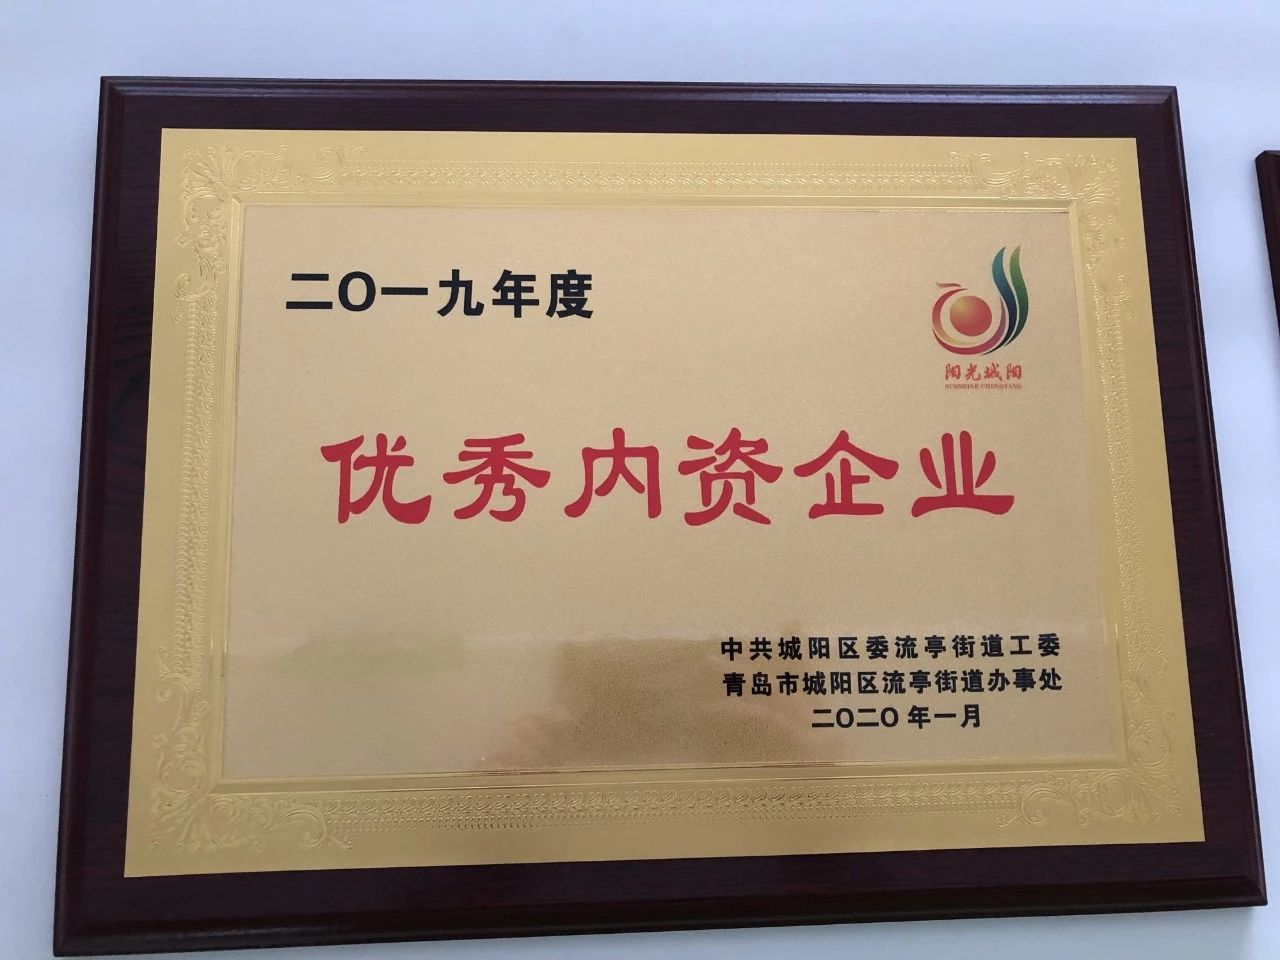 二〇一九年度
阳光城阳
SUNSHINE CHENGYANG
优秀内资企业
中共城阳区委流亭街道工委
青岛市城阳区流亭街道办事处
二〇二〇年一月